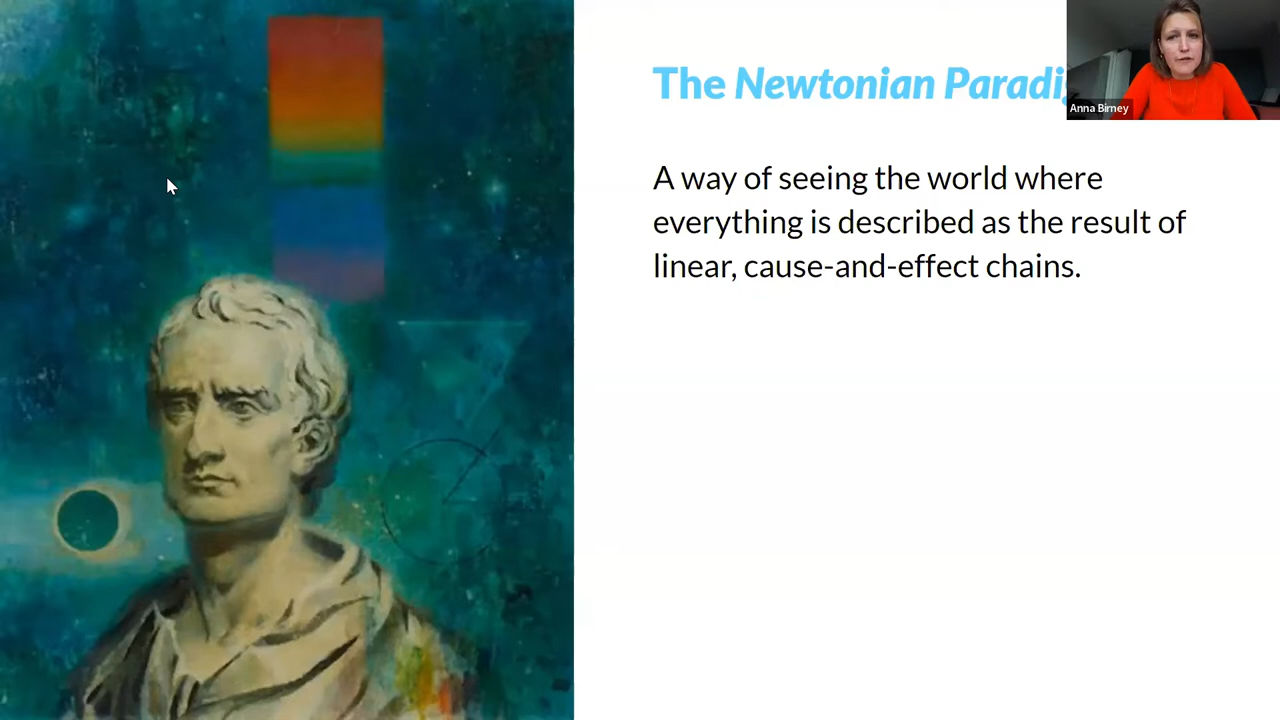 The Newtonian Paradi
Anna Birney
A way of seeing the world where
everything is described as the result of
linear, cause-and-effect chains.